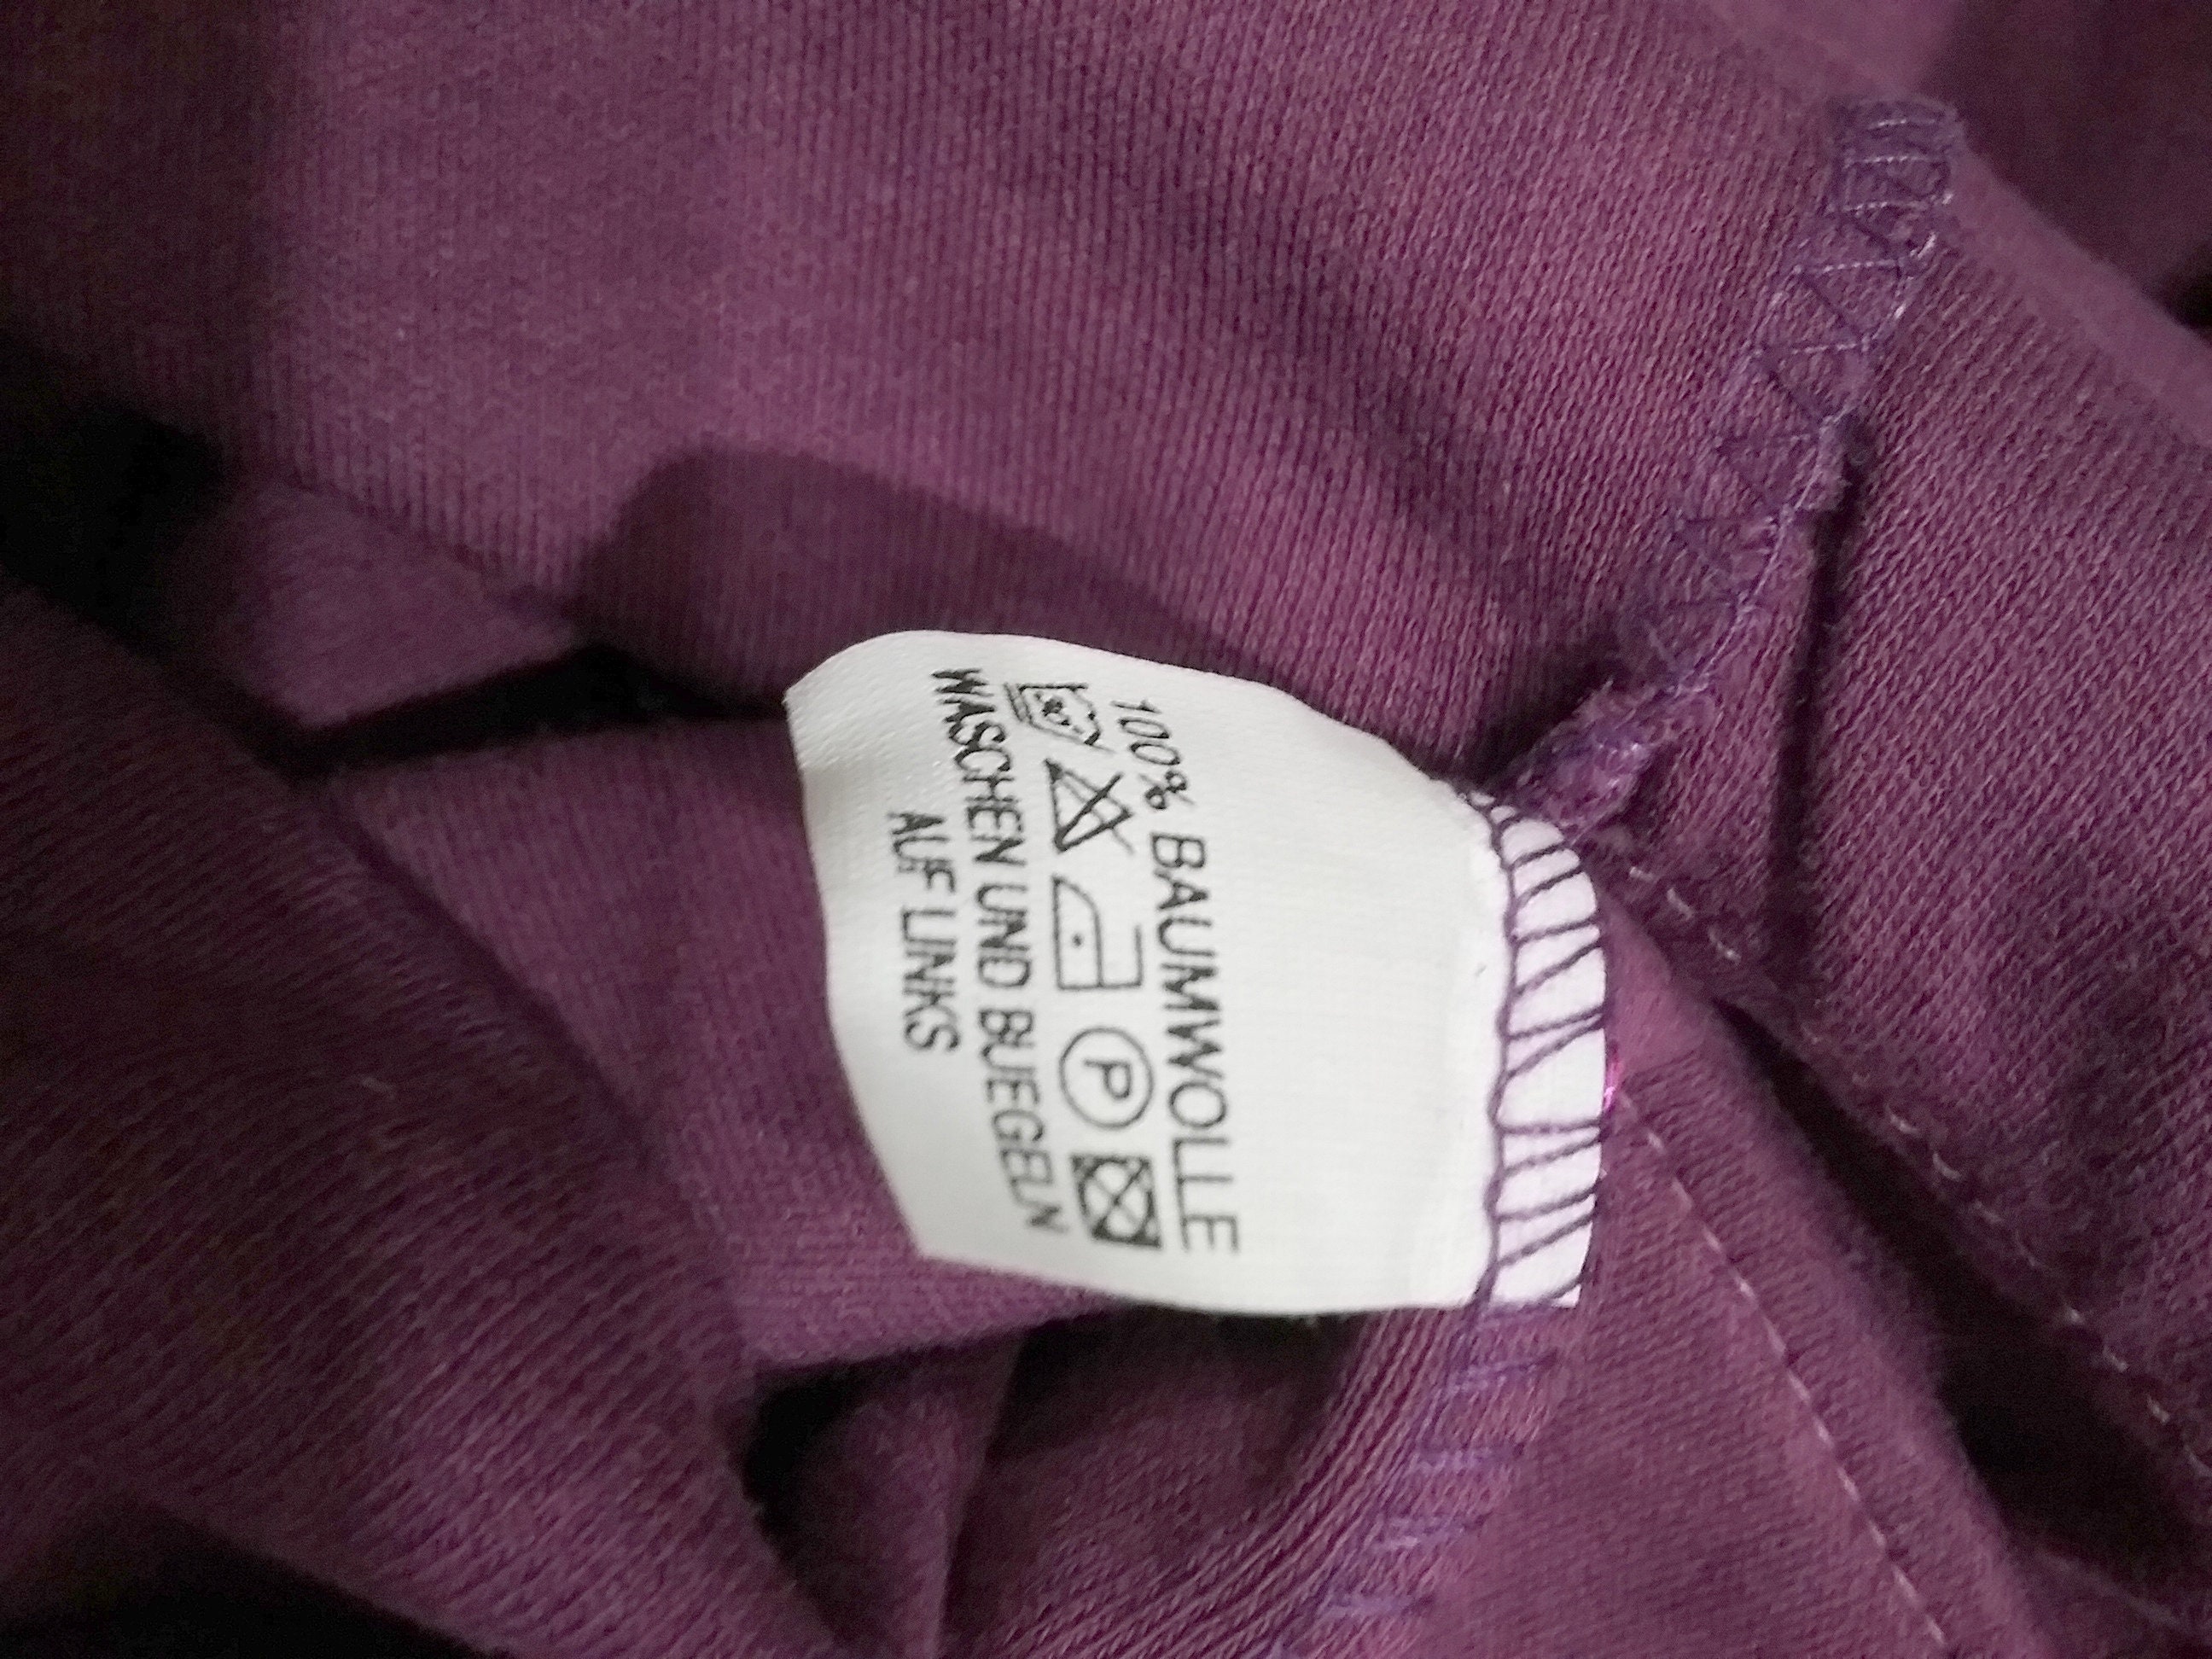 100% BAUMWOLLE
P
WASCHEN UND BUEGELN
AUF LINKS